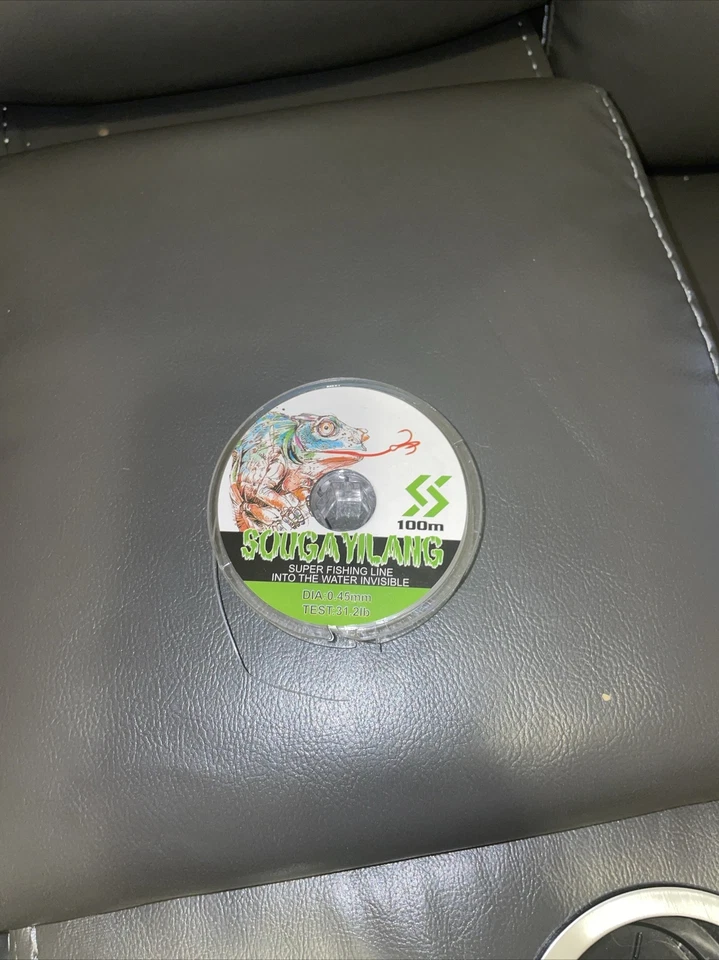 100m
SOUGAYILANG
SUPER FISHING LINE
INTO THE WATER INVISIBLE
DIA:0.45mm
TEST:31.2lb